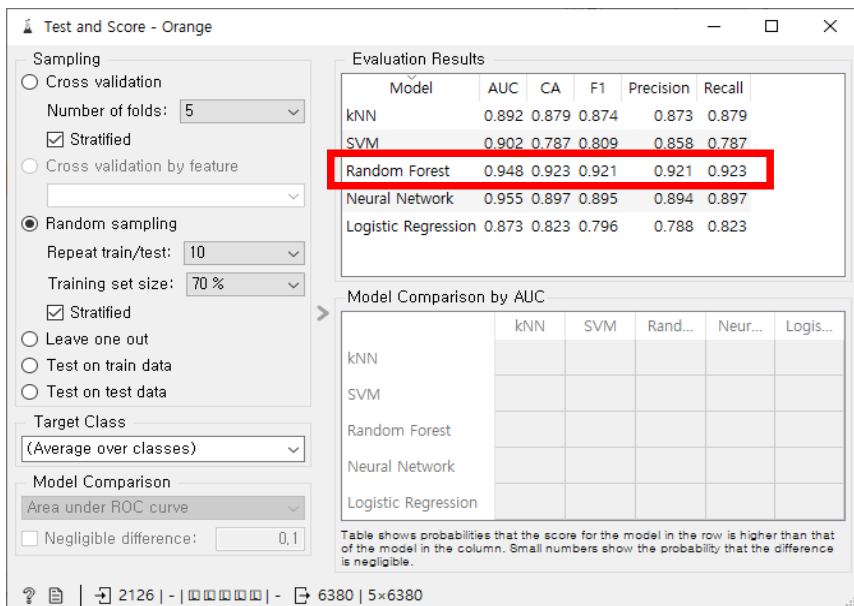 Test and Score - Orange
Sampling
Cross validation
Number of folds: 5
Stratified
Cross validation by feature
Random sampling
Repeat train/test: 10
Training set size: 70 %
Stratified
Leave one out
Test on train data
Test on test data
Target Class
(Average over classes)
Model Comparison
Area under ROC curve
Negligible difference: 0,1
Evaluation Results
Model AUC CA F1 Precision Recall
kNN 0.892 0.879 0.874 0.873 0.879
SVM 0.902 0.787 0.809 0.858 0.787
Random Forest 0.948 0.923 0.921 0.921 0.923
Neural Network 0.955 0.897 0.895 0.894 0.897
Logistic Regression 0.873 0.823 0.796 0.788 0.823
Model Comparison by AUC
kNN SVM Rand... Neur... Logis...
kNN
SVM
Random Forest
Neural Network
Logistic Regression
Table shows probabilities that the score for the model in the row is higher than that
of the model in the column. Small numbers show the probability that the difference
is negligible.
? 2126 | - | | - 6380 | 5×6380